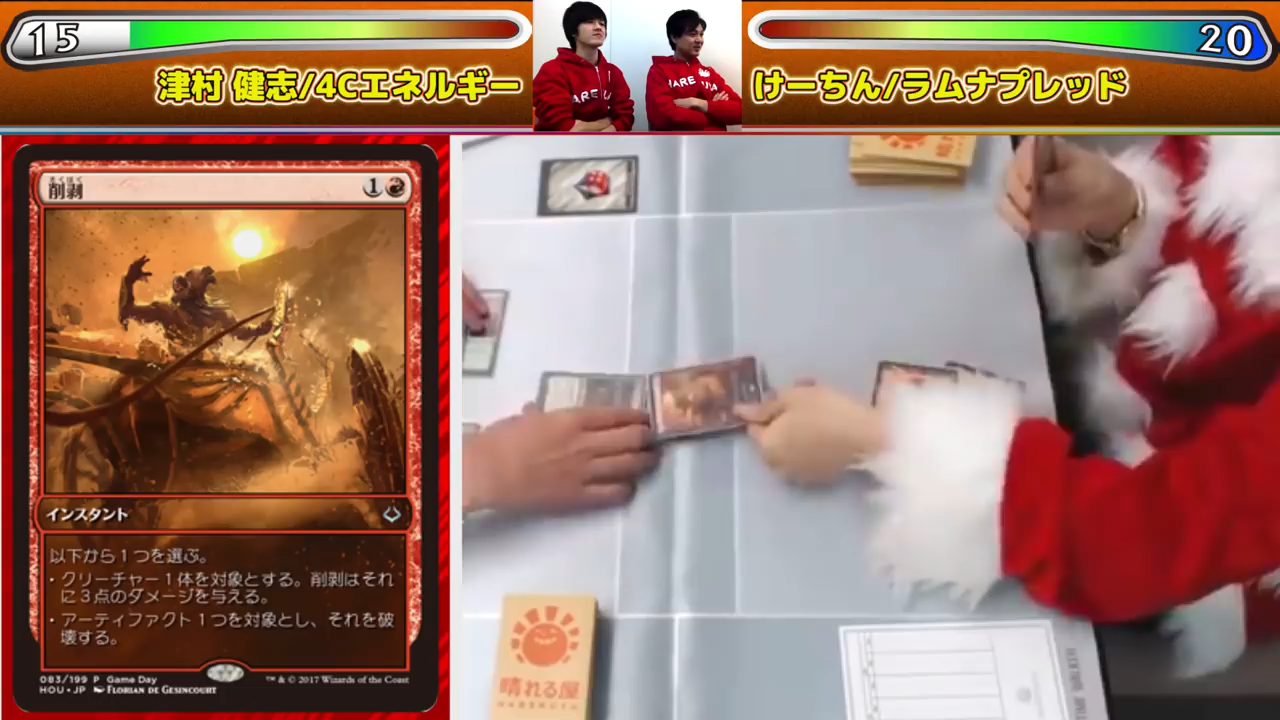 15
20
津村 健志/4Cエネルギー
けーちん/ラムナプレッド
さくはく
削剥
1
インスタント
以下から1つを選ぶ。
・クリーチャー1体を対象とする。削剥はそれ
に3点のダメージを与える。
・アーティファクト1つを対象とし、それを破
壊する。
083/199 P Game Day
HOU・JP FLORIAN DE GESINCOURT
™ & © 2017 Wizards of the Coast
晴れる屋
HARERUYA